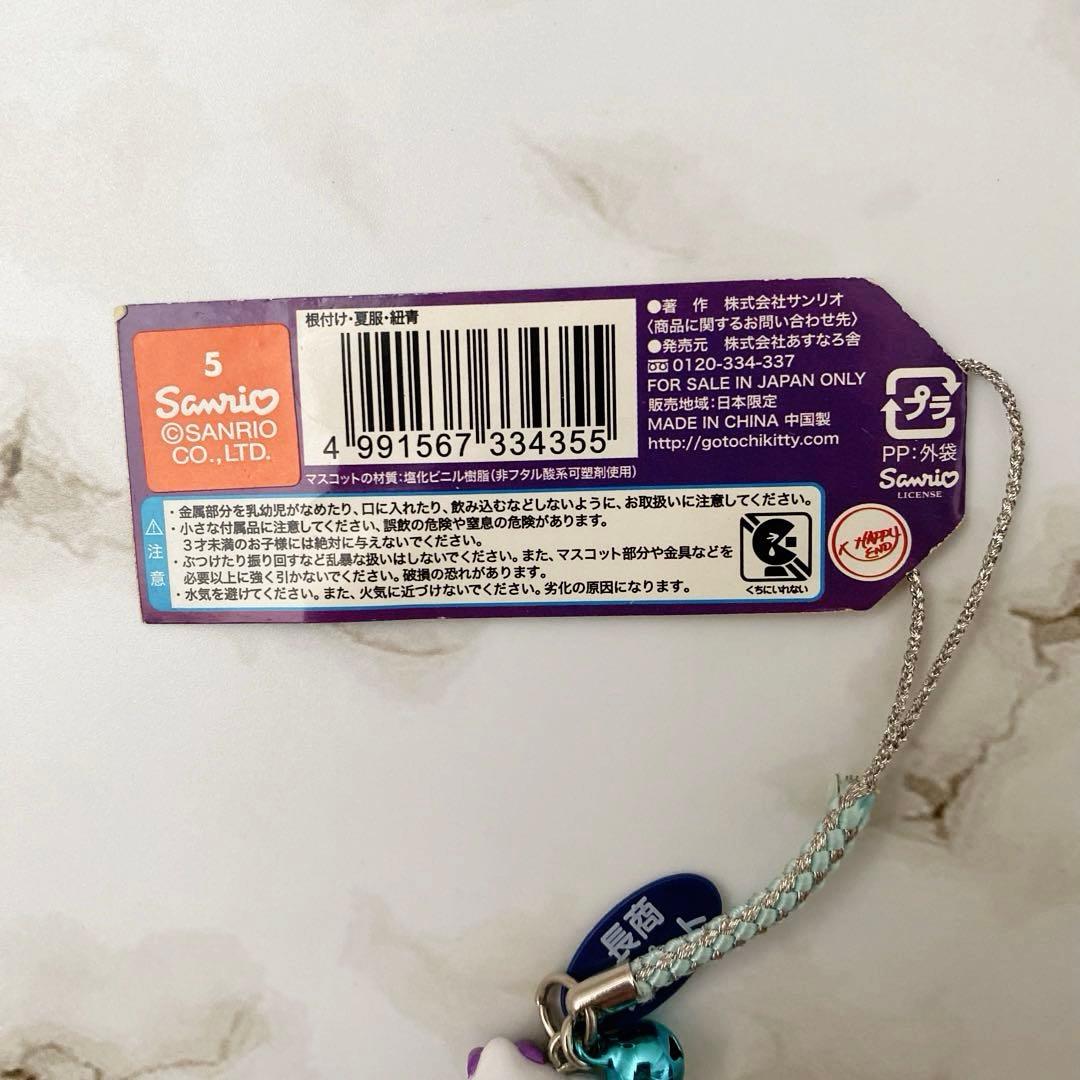 5
Sanrio
©SANRIO
CO.,LTD.
根付け・夏服・紐青
4 991567 334355
マスコットの材質:塩化ビニル樹脂(非フタル酸系可塑剤使用)
●著 作 株式会社サンリオ
〈商品に関するお問い合わせ先〉
●発売元 株式会社あすなろ舎
0120-334-337
FOR SALE IN JAPAN ONLY
販売地域:日本限定
MADE IN CHINA 中国製
http://gotochikitty.com
プラ
PP:外袋
Sanrio
LICENSE
注意
・金属部分を乳幼児がなめたり、口に入れたり、飲み込むなどしないように、お取扱いに注意してください。
・小さな付属品に注意してください、誤飲の危険や窒息の危険があります。
3才未満のお子様には絶対に与えないでください。
・ぶつけたり振り回すなど乱暴な扱いはしないでください。また、マスコット部分や金具などを
必要以上に強く引かないでください。破損の恐れがあります。
・水気を避けてください。また、火気に近づけないでください。劣化の原因になります。
くちにいれない
K HAPPY
END
長商
ト